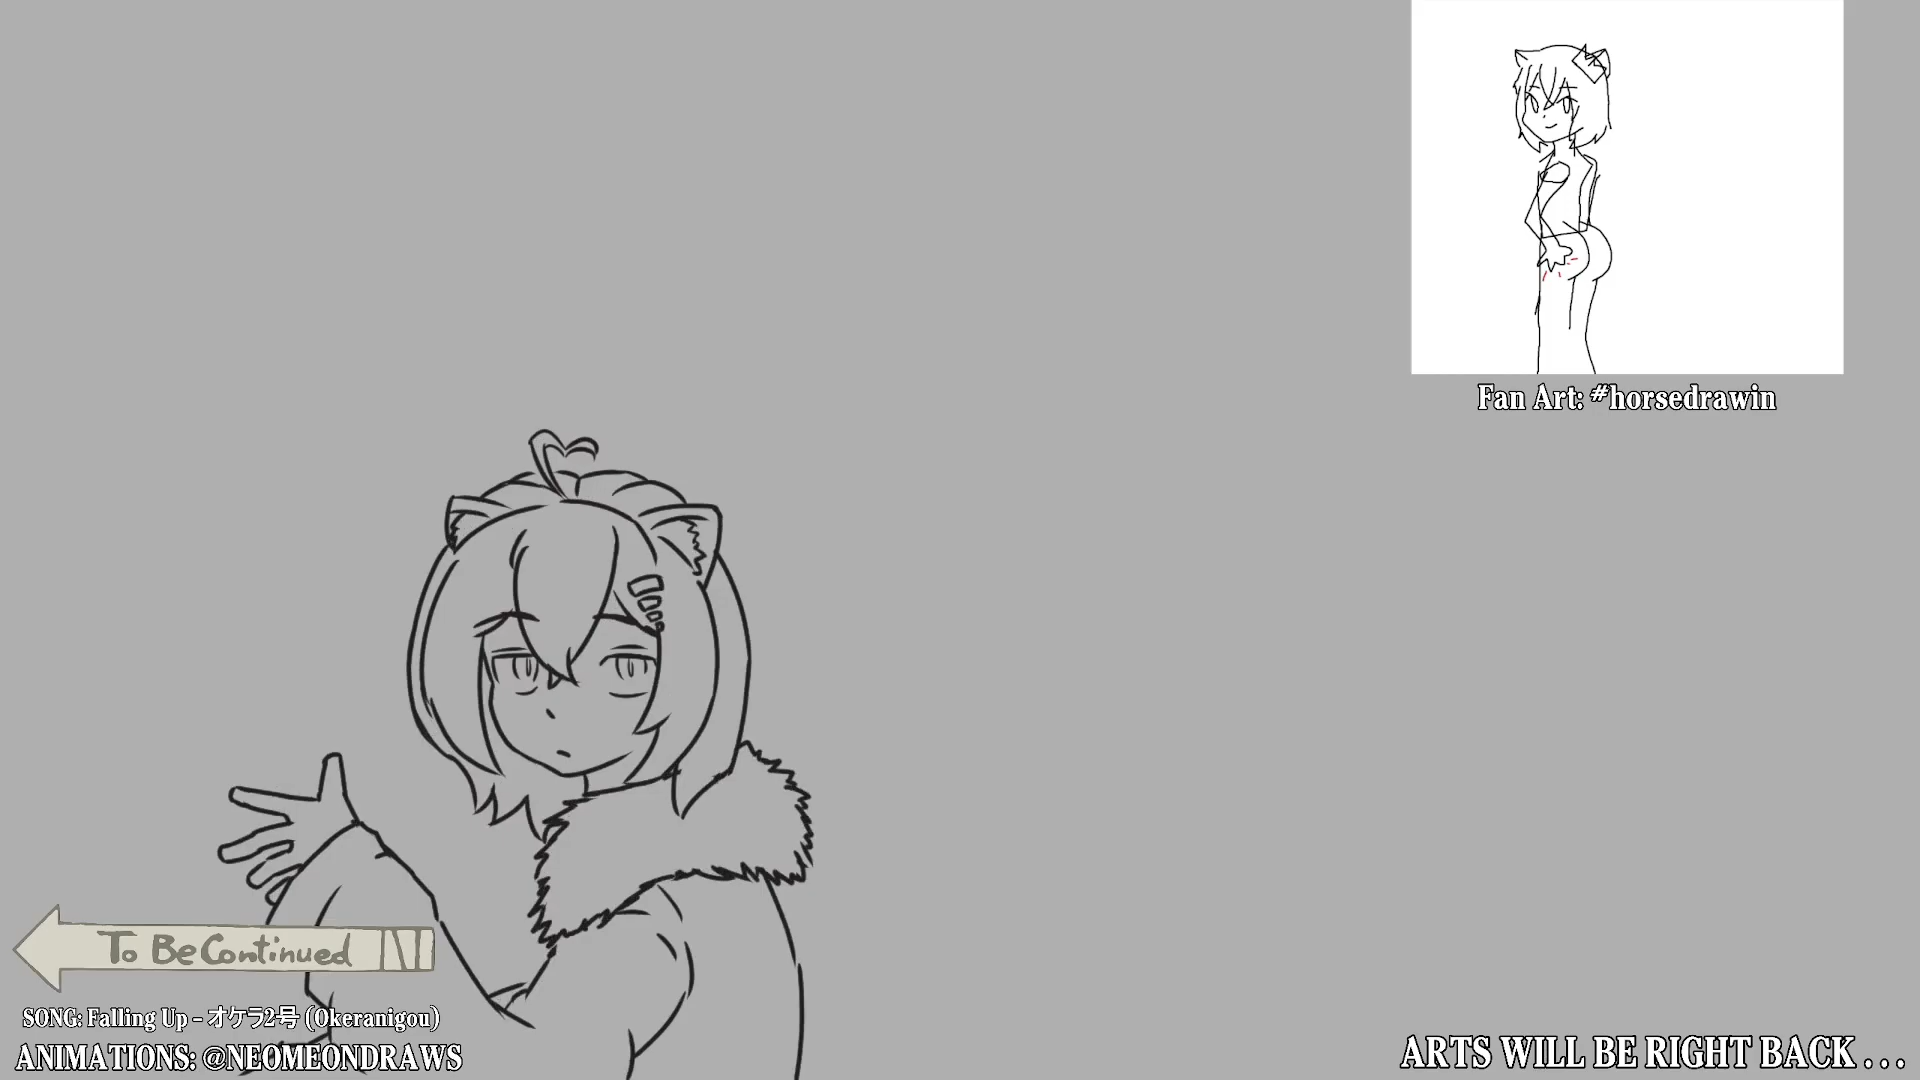 Fan Art: #horsedrawin
To Be Continued
SONG: Falling Up - オケラ2号 (Okeranigou)
ANIMATIONS: @NEOMEONDRAWS
ARTS WILL BE RIGHT BACK . . .